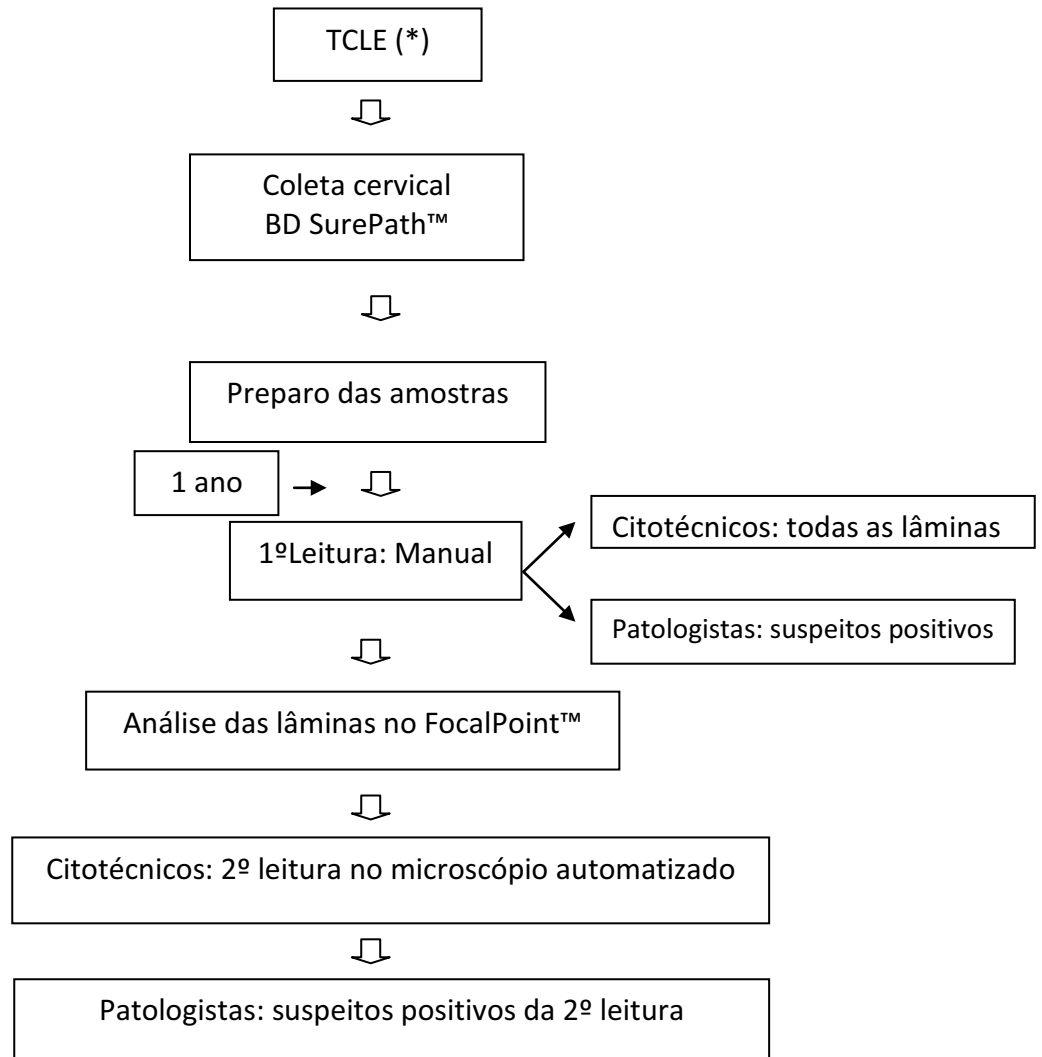 TCLE (*)
Coleta cervical
BD SurePath™
Preparo das amostras
1 ano
1ºLeitura: Manual
Citotécnicos: todas as lâminas
Patologistas: suspeitos positivos
Análise das lâminas no FocalPoint™
Citotécnicos: 2º leitura no microscópio automatizado
Patologistas: suspeitos positivos da 2º leitura